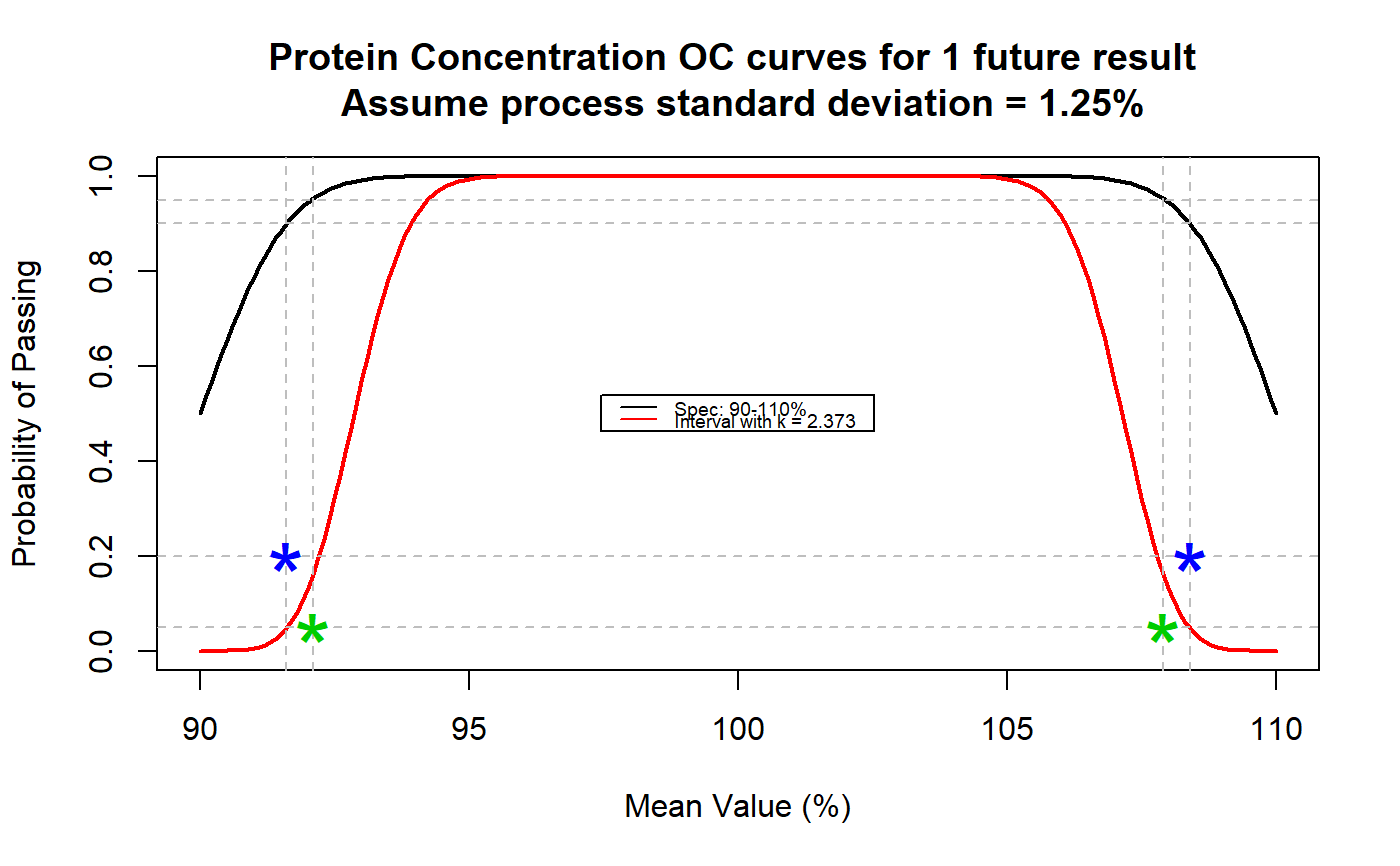 Protein Concentration OC curves for 1 future result
Assume process standard deviation = 1.25%
Probability of Passing
1.0
0.8
0.6
0.4
0.2
0.0
Spec: 90-110%
Interval with k = 2.373
*
*
*
*
90
95
100
105
110
Mean Value (%)